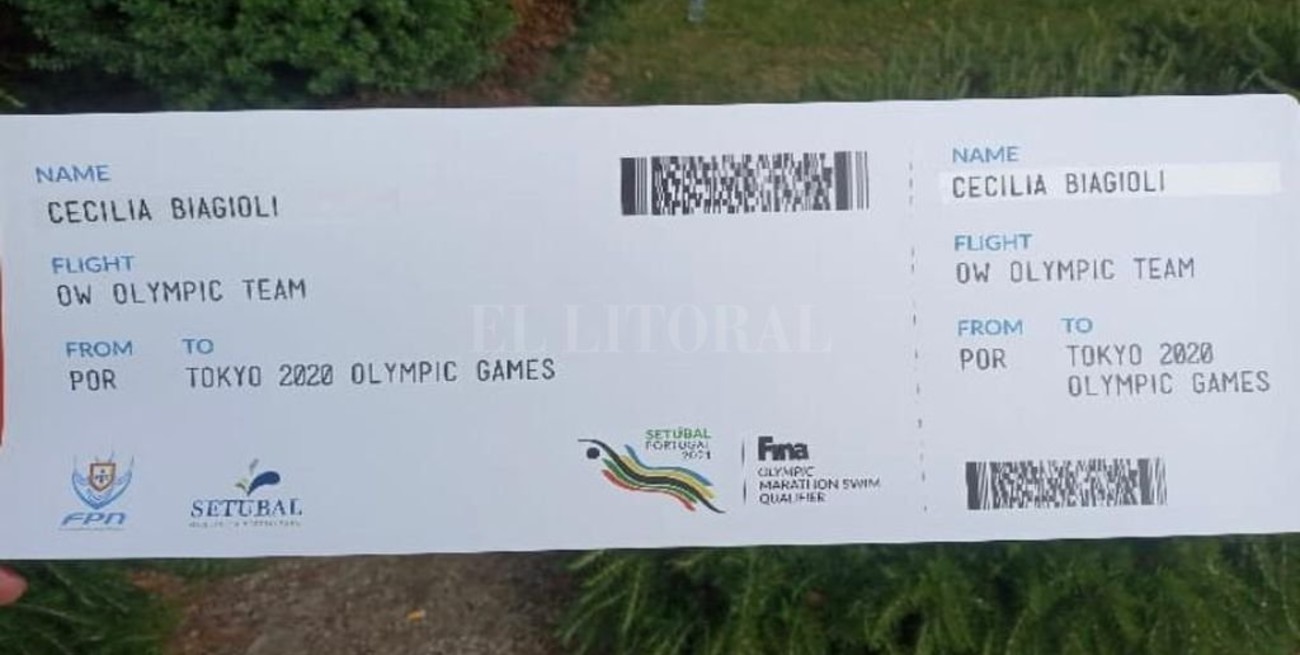 NAME
CECILIA BIAGIOLI
FLIGHT
OW OLYMPIC TEAM
FROM TO
POR TOKYO 2020 OLYMPIC GAMES
FPN
SETÚBAL
SETÚBAL
PORTUGAL
2021
Fina
OLYMPIC
MARATHON SWIM
QUALIFIER
NAME
CECILIA BIAGIOLI
FLIGHT
OW OLYMPIC TEAM
FROM TO
POR TOKYO 2020
OLYMPIC GAMES
EL LITORAL